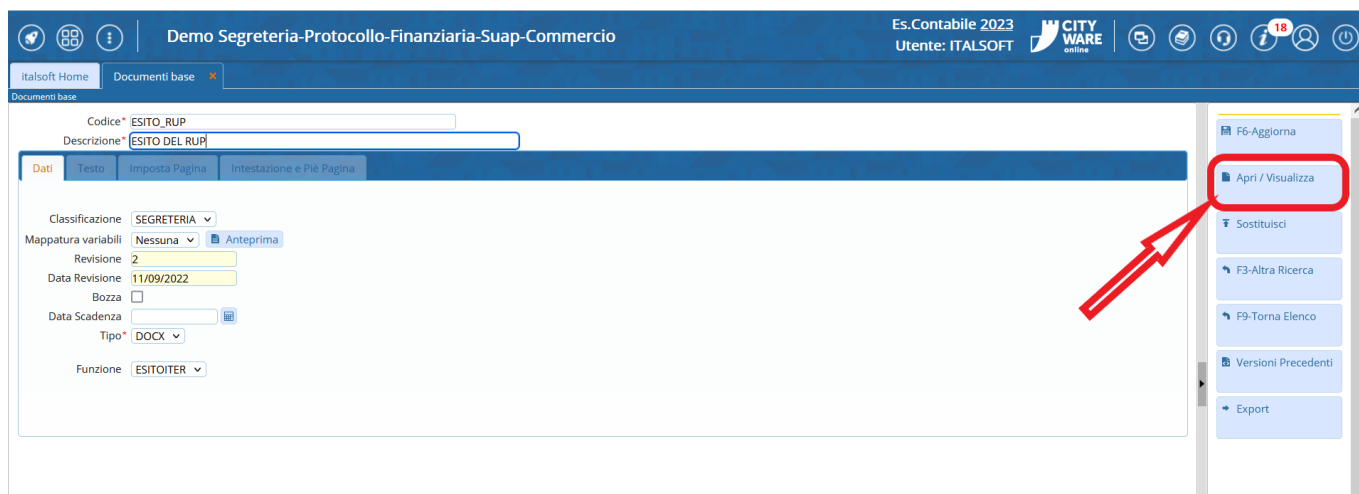 Demo Segreteria-Protocollo-Finanziaria-Suap-Commercio
Es.Contabile 2023
Utente: ITALSOFT
CITY
WARE
online
18
italsoft Home
Documenti base ×
Documenti base
Codice* ESITO_RUP
Descrizione* ESITO DEL RUP
Dati Testo Imposta Pagina Intestazione e Piè Pagina
Classificazione SEGRETERIA
Mappatura variabili Nessuna Anteprima
Revisione 2
Data Revisione 11/09/2022
Bozza
Data Scadenza
Tipo* DOCX
Funzione ESITOITER
F6-Aggiorna
Apri / Visualizza
Sostituisci
F3-Altra Ricerca
F9-Torna Elenco
Versioni Precedenti
Export